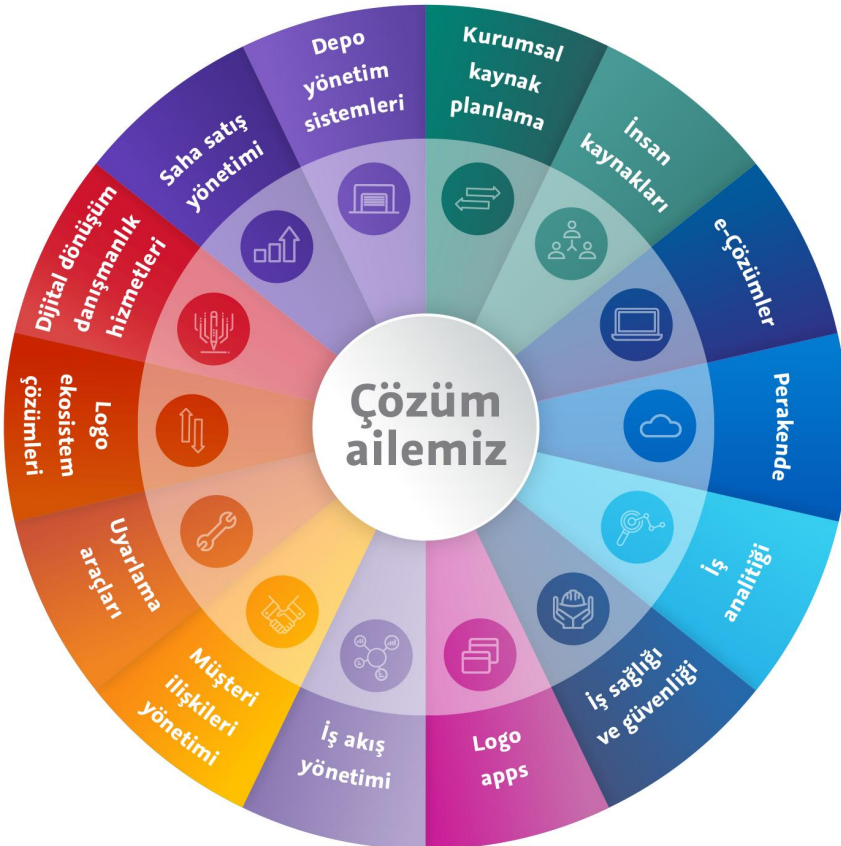 Çözüm
ailemiz
Kurumsal
kaynak
planlama
İnsan
kaynakları
e-Çözümler
Perakende
İş
analitiği
İş sağlığı
ve güvenliği
Logo
apps
İş akış
yönetimi
Müşteri
ilişkileri
yönetimi
Uyarlama
araçları
Logo
ekosistem
çözümleri
Dijital dönüşüm
danışmanlık
hizmetleri
Saha satış
yönetimi
Depo
yönetim
sistemleri